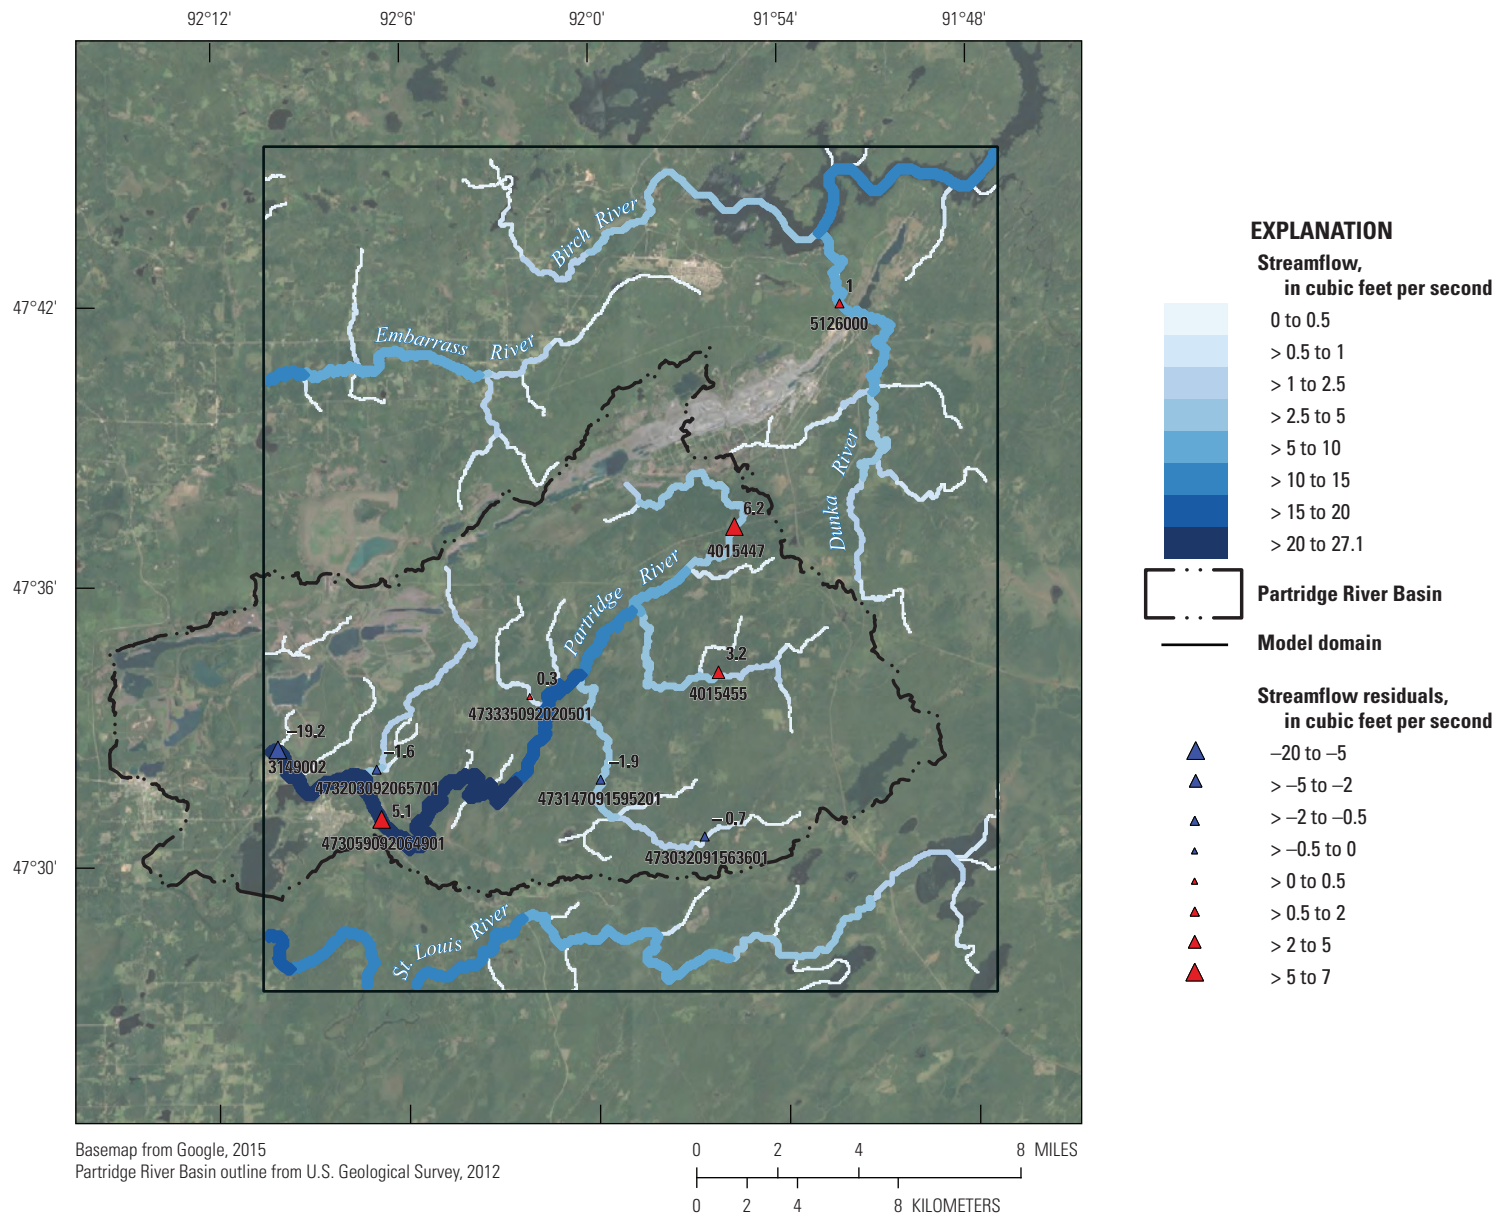 92°12'
92°6'
92°0'
91°54'
91°48'
47°42'
47°36'
47°30'
Birch River
Embarrass River
Dunka River
Partridge River
St. Louis River
1
5126000
6.2
4015447
3.2
4015455
0.3
473335092020501
–19.2
3149002
–1.6
473203092065701
–1.9
473147091595201
5.1
473059092064901
–0.7
473032091563601
EXPLANATION
Streamflow,
in cubic feet per second
0 to 0.5
> 0.5 to 1
> 1 to 2.5
> 2.5 to 5
> 5 to 10
> 10 to 15
> 15 to 20
> 20 to 27.1
Partridge River Basin
Model domain
Streamflow residuals,
in cubic feet per second
–20 to –5
> –5 to –2
> –2 to –0.5
> –0.5 to 0
> 0 to 0.5
> 0.5 to 2
> 2 to 5
> 5 to 7
Basemap from Google, 2015
Partridge River Basin outline from U.S. Geological Survey, 2012
0 2 4 8 MILES
0 2 4 8 KILOMETERS